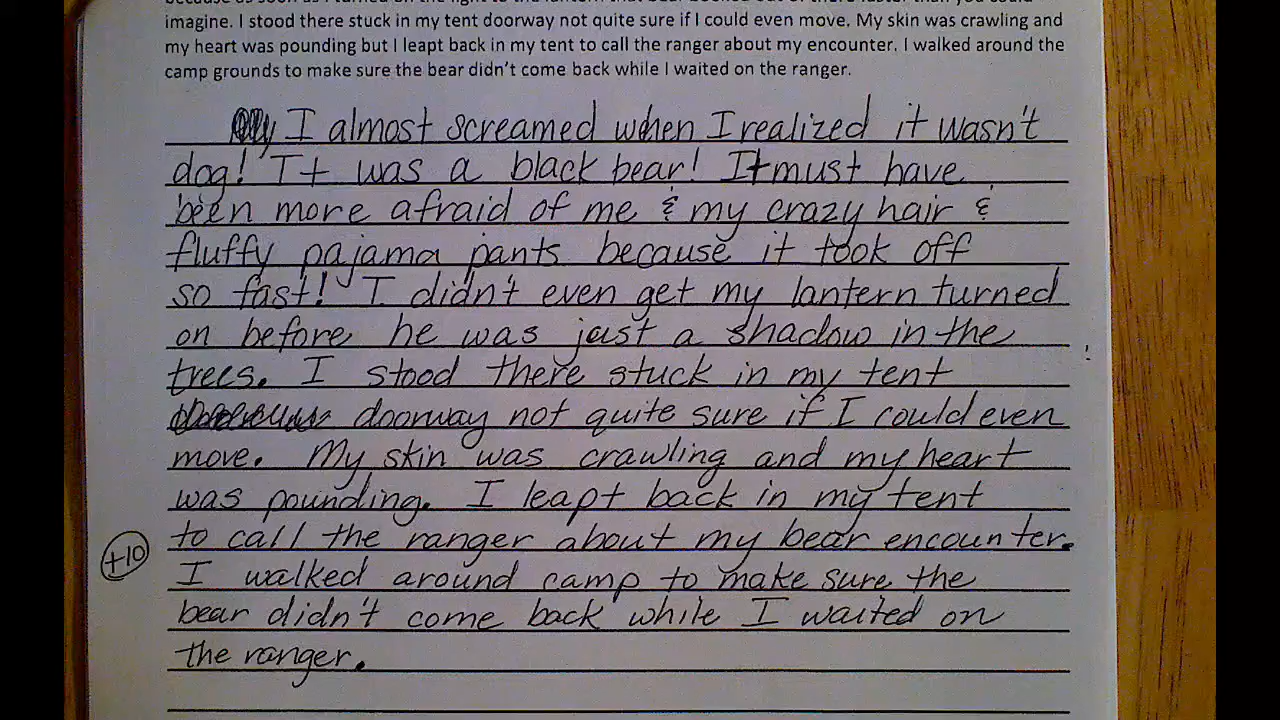 imagine. I stood there stuck in my tent doorway not quite sure if I could even move. My skin was crawling and
my heart was pounding but I leapt back in my tent to call the ranger about my encounter. I walked around the
camp grounds to make sure the bear didn't come back while I waited on the ranger.
I almost screamed when I realized it wasn't
dog! It was a black bear! It must have
been more afraid of me & my crazy hair &
fluffy pajama pants because it took off
so fast! I didn't even get my lantern turned
on before he was just a shadow in the
trees. I stood there stuck in my tent
doorway not quite sure if I could even
move. My skin was crawling and my heart
was pounding. I leapt back in my tent
to call the ranger about my bear encounter.
+10
I walked around camp to make sure the
bear didn't come back while I waited on
the ranger.